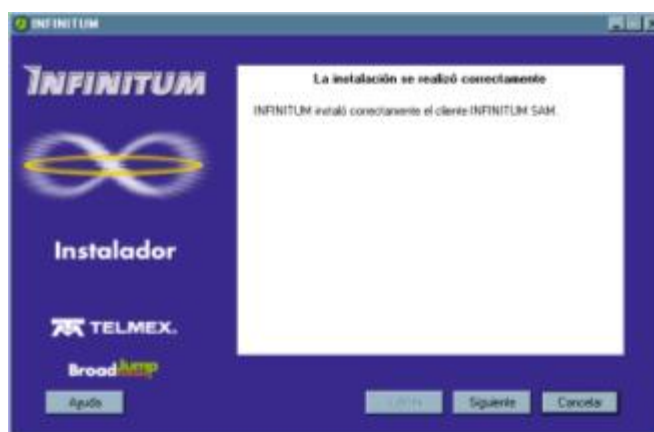 INFINITUM
INFINITUM
La instalación se realizó correctamente
INFINITUM instaló correctamente el cliente INFINITUM SAM.
Instalador
TELMEX.
BroadJump
Ayuda
Siguiente
Cancelar